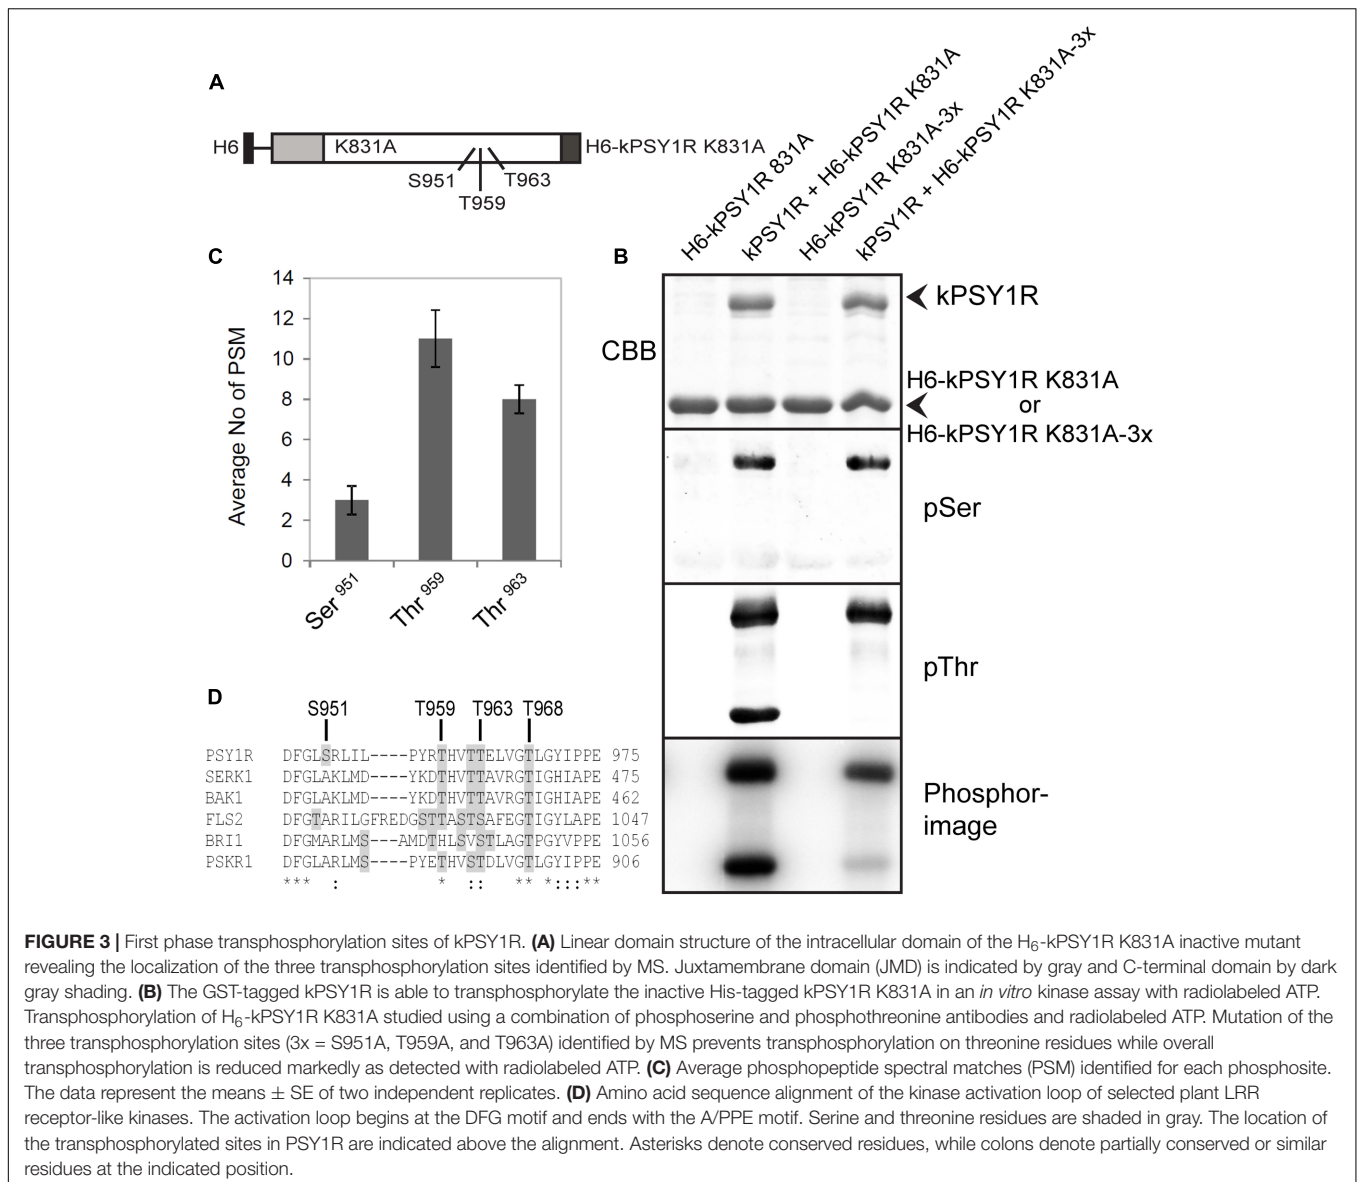 A
H6
K831A
H6-kPSY1R K831A
S951
T963
T959
C
Average No of PSM
14
12
10
8
6
4
2
0
Ser 951
Thr 959
Thr 963
B
H6-kPSY1R 831A
kPSY1R + H6-kPSY1R K831A
H6-kPSY1R K831A-3x
kPSY1R + H6-kPSY1R K831A-3x
CBB
kPSY1R
H6-kPSY1R K831A
or
H6-kPSY1R K831A-3x
pSer
pThr
Phosphor-
image
D
S951 T959 T963 T968
PSY1R DFGLSRLIL----PYRTHVTTELVGTLGYIPPE 975
SERK1 DFGLAKLMD----YKDTHVTTAVRGTIGHIAPE 475
BAK1 DFGLAKLMD----YKDTHVTTAVRGTIGHIAPE 462
FLS2 DFGTARILGFREDGSTTASTSAFEGTIGYLAPE 1047
BRI1 DFGMARLMS---AMDTHLSVSTLAGTPGYVPPE 1056
PSKR1 DFGLARLMS----PYETHVSTDLVGTLGYIPPE 906
*** : * :: ** *:::**
FIGURE 3 | First phase transphosphorylation sites of kPSY1R. (A) Linear domain structure of the intracellular domain of the H6-kPSY1R K831A inactive mutant
revealing the localization of the three transphosphorylation sites identified by MS. Juxtamembrane domain (JMD) is indicated by gray and C-terminal domain by dark
gray shading. (B) The GST-tagged kPSY1R is able to transphosphorylate the inactive His-tagged kPSY1R K831A in an in vitro kinase assay with radiolabeled ATP.
Transphosphorylation of H6-kPSY1R K831A studied using a combination of phosphoserine and phosphothreonine antibodies and radiolabeled ATP. Mutation of the
three transphosphorylation sites (3x = S951A, T959A, and T963A) identified by MS prevents transphosphorylation on threonine residues while overall
transphosphorylation is reduced markedly as detected with radiolabeled ATP. (C) Average phosphopeptide spectral matches (PSM) identified for each phosphosite.
The data represent the means ± SE of two independent replicates. (D) Amino acid sequence alignment of the kinase activation loop of selected plant LRR
receptor-like kinases. The activation loop begins at the DFG motif and ends with the A/PPE motif. Serine and threonine residues are shaded in gray. The location of
the transphosphorylated sites in PSY1R are indicated above the alignment. Asterisks denote conserved residues, while colons denote partially conserved or similar
residues at the indicated position.